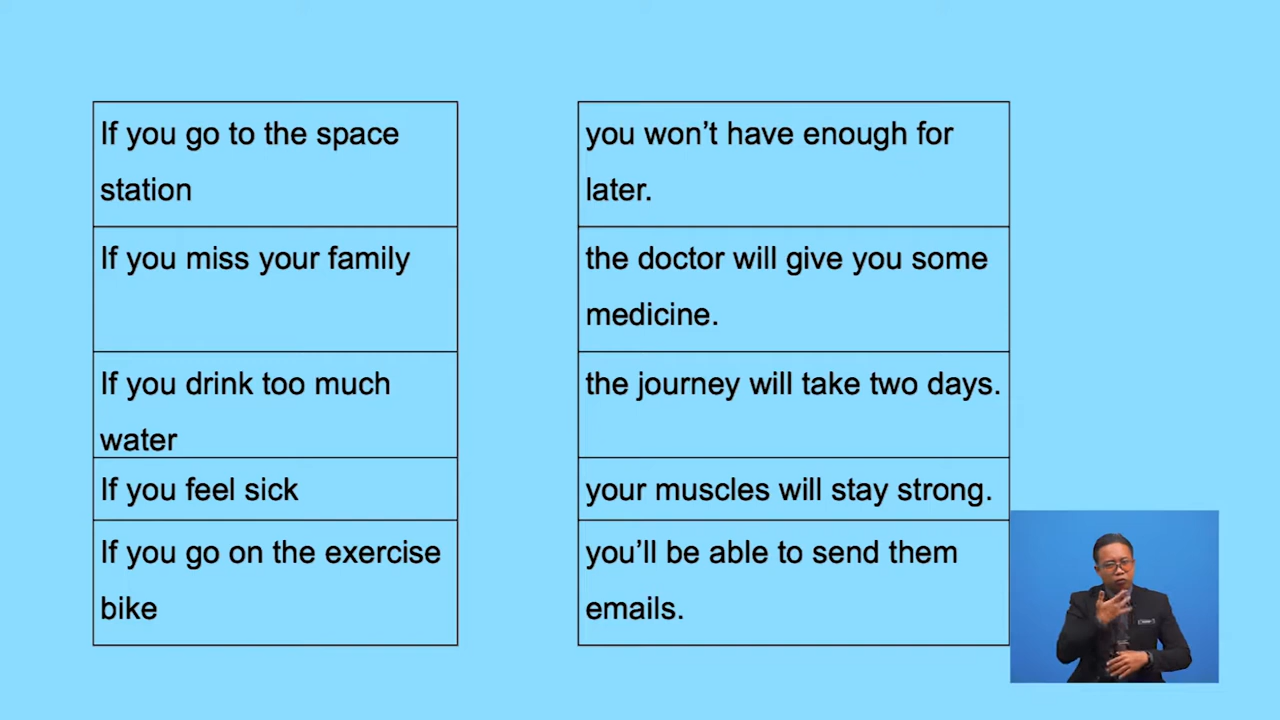 If you go to the space
station
If you miss your family
If you drink too much
water
If you feel sick
If you go on the exercise
bike
you won’t have enough for
later.
the doctor will give you some
medicine.
the journey will take two days.
your muscles will stay strong.
you’ll be able to send them
emails.